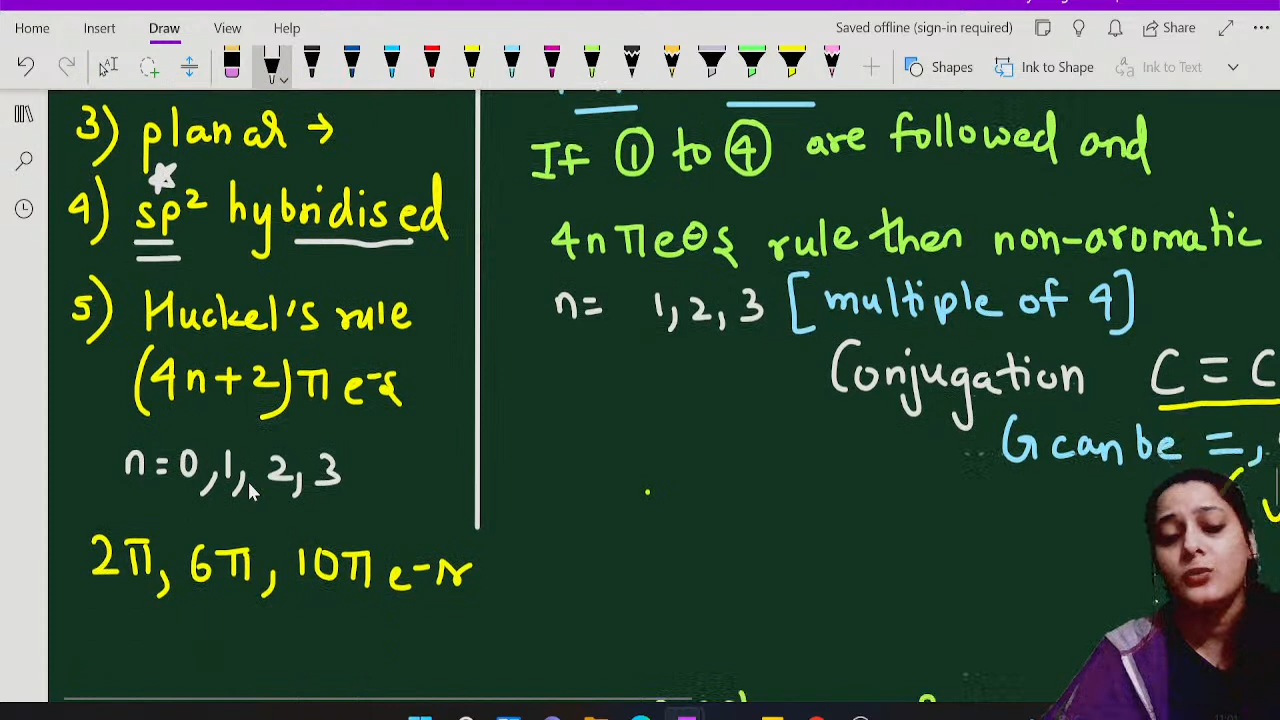 Home Insert Draw View Help Saved offline (sign-in required) Share
Shapes Ink to Shape Ink to Text
3) planar →
4) sp² hybridised
5) Huckel's rule
(4n+2)π e-s
n=0,1,2,3
2π, 6π, 10π e-s
If ① to ④ are followed and
4nπe⊖s rule then non-aromatic
n= 1,2,3 [multiple of 4]
Conjugation C = C
G can be =,